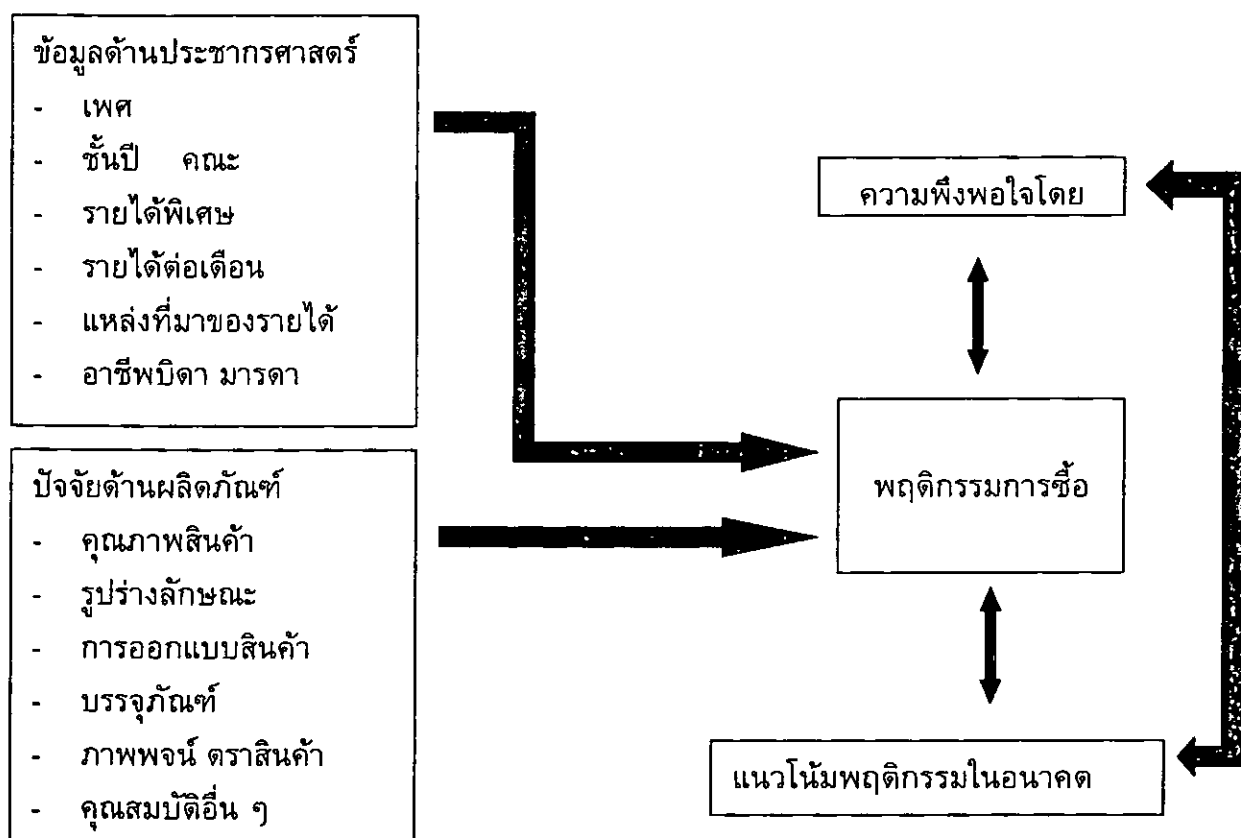 ข้อมูลด้านประชากรศาสตร์
- เพศ
- ชั้นปี คณะ
- รายได้พิเศษ
- รายได้ต่อเดือน
- แหล่งที่มาของรายได้
- อาชีพบิดา มารดา
ปัจจัยด้านผลิตภัณฑ์
- คุณภาพสินค้า
- รูปร่างลักษณะ
- การออกแบบสินค้า
- บรรจุภัณฑ์
- ภาพพจน์ ตราสินค้า
- คุณสมบัติอื่น ๆ
ความพึงพอใจโดย
พฤติกรรมการซื้อ
แนวโน้มพฤติกรรมในอนาคต